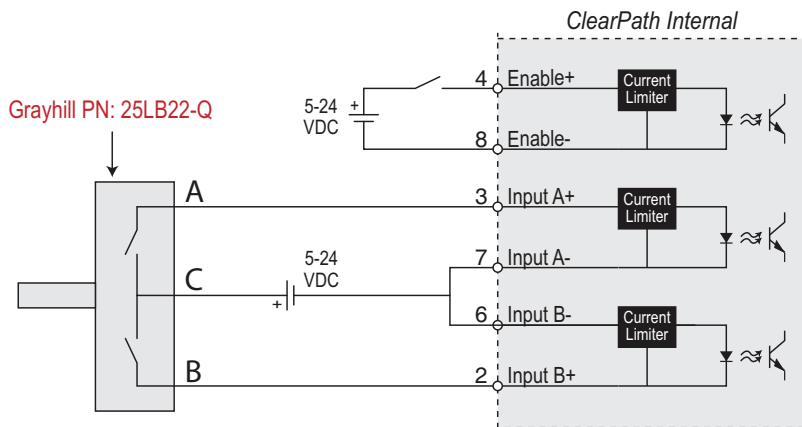 ClearPath Internal
Grayhill PN: 25LB22-Q
5-24
VDC
+
4 Enable+
Current
Limiter
8 Enable-
A
3 Input A+
Current
Limiter
7 Input A-
C
5-24
VDC
+
6 Input B-
Current
Limiter
B
2 Input B+